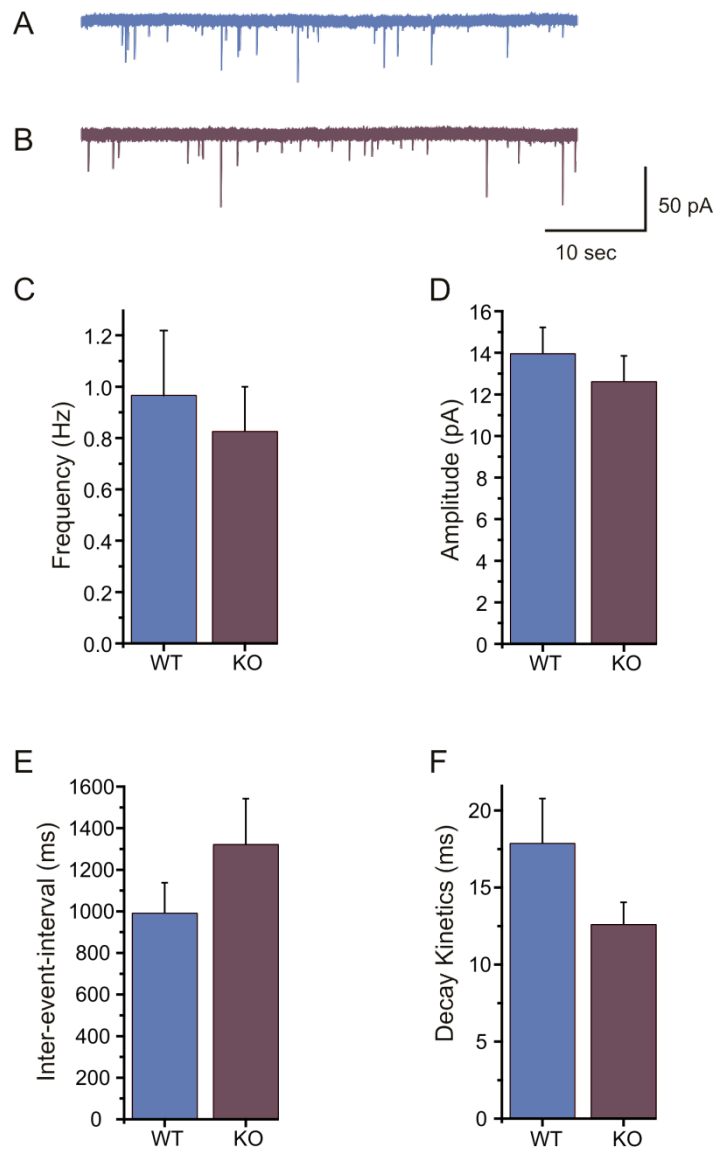 A
B
50 pA
10 sec
C
1.2
1.0
0.8
0.6
0.4
0.2
0.0
Frequency (Hz)
WT KO
D
16
14
12
10
8
6
4
2
0
Amplitude (pA)
WT KO
E
1600
1400
1200
1000
800
600
400
200
0
Inter-event-interval (ms)
WT KO
F
20
15
10
5
0
Decay Kinetics (ms)
WT KO